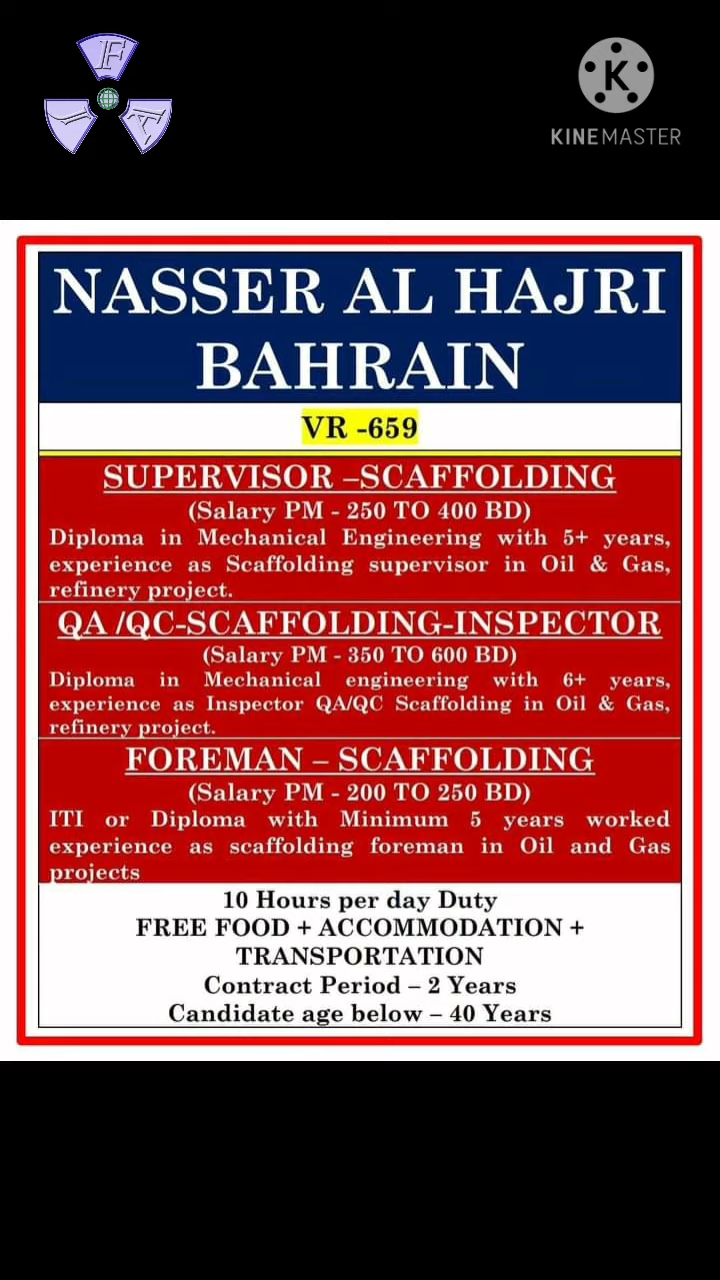 F
K
KINEMASTER
NASSER AL HAJRI
BAHRAIN
VR -659
SUPERVISOR –SCAFFOLDING
(Salary PM - 250 TO 400 BD)
Diploma in Mechanical Engineering with 5+ years,
experience as Scaffolding supervisor in Oil & Gas,
refinery project.
QA /QC-SCAFFOLDING-INSPECTOR
(Salary PM - 350 TO 600 BD)
Diploma in Mechanical engineering with 6+ years,
experience as Inspector QA/QC Scaffolding in Oil & Gas,
refinery project.
FOREMAN – SCAFFOLDING
(Salary PM - 200 TO 250 BD)
ITI or Diploma with Minimum 5 years worked
experience as scaffolding foreman in Oil and Gas
projects
10 Hours per day Duty
FREE FOOD + ACCOMMODATION +
TRANSPORTATION
Contract Period – 2 Years
Candidate age below – 40 Years